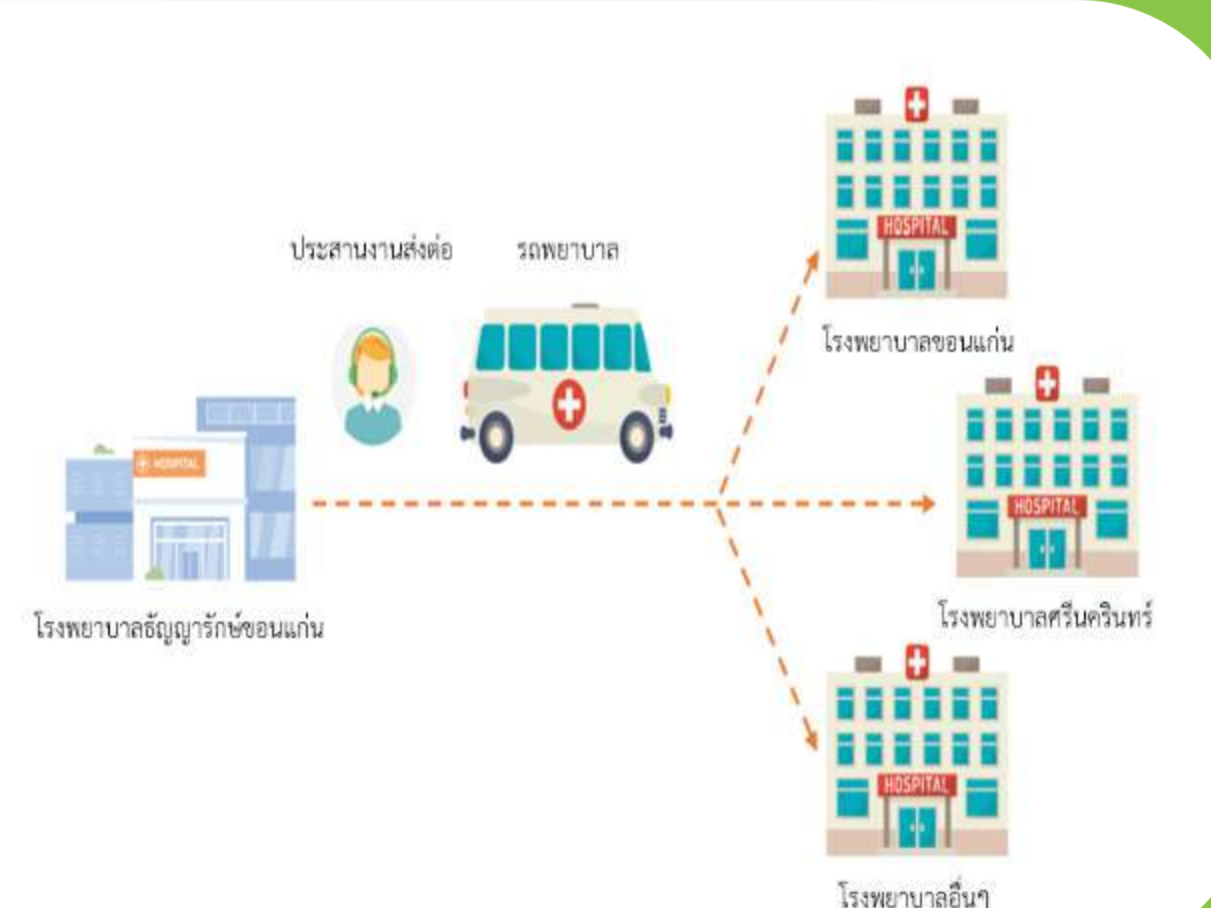 ประสานงานส่งต่อ
รถพยาบาล
HOSPITAL
โรงพยาบาลธัญญารักษ์ขอนแก่น
HOSPITAL
โรงพยาบาลขอนแก่น
HOSPITAL
โรงพยาบาลศรีนครินทร์
HOSPITAL
โรงพยาบาลอื่นๆ